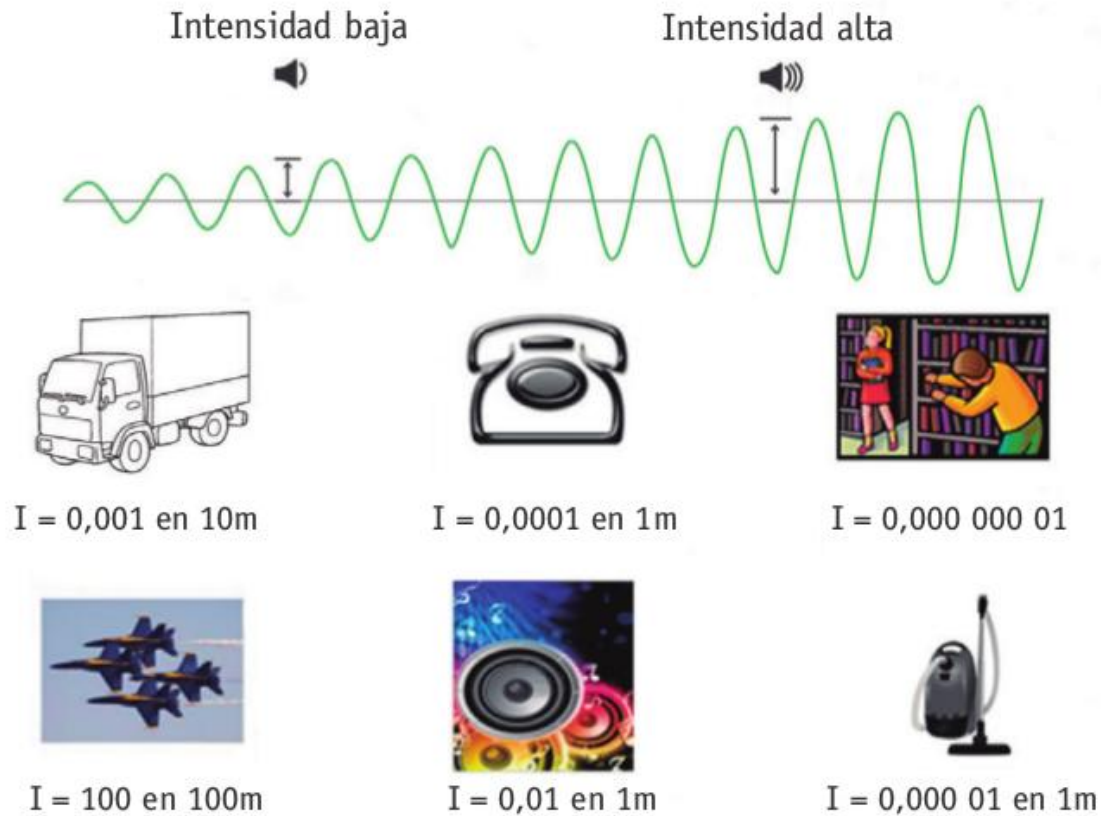 Intensidad baja
Intensidad alta
I = 0,001 en 10m
I = 0,0001 en 1m
I = 0,000 000 01
I = 100 en 100m
I = 0,01 en 1m
I = 0,000 01 en 1m